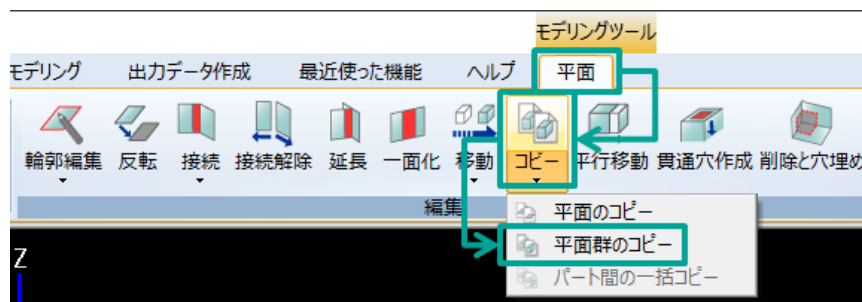 モデリングツール
モデリング 出力データ作成 最近使った機能 ヘルプ 平面
輪郭編集 反転 接続 接続解除 延長 一面化 移動 コピー 平行移動 貫通穴作成 削除と穴埋め
編集
平面のコピー
平面群のコピー
パート間の一括コピー
Z